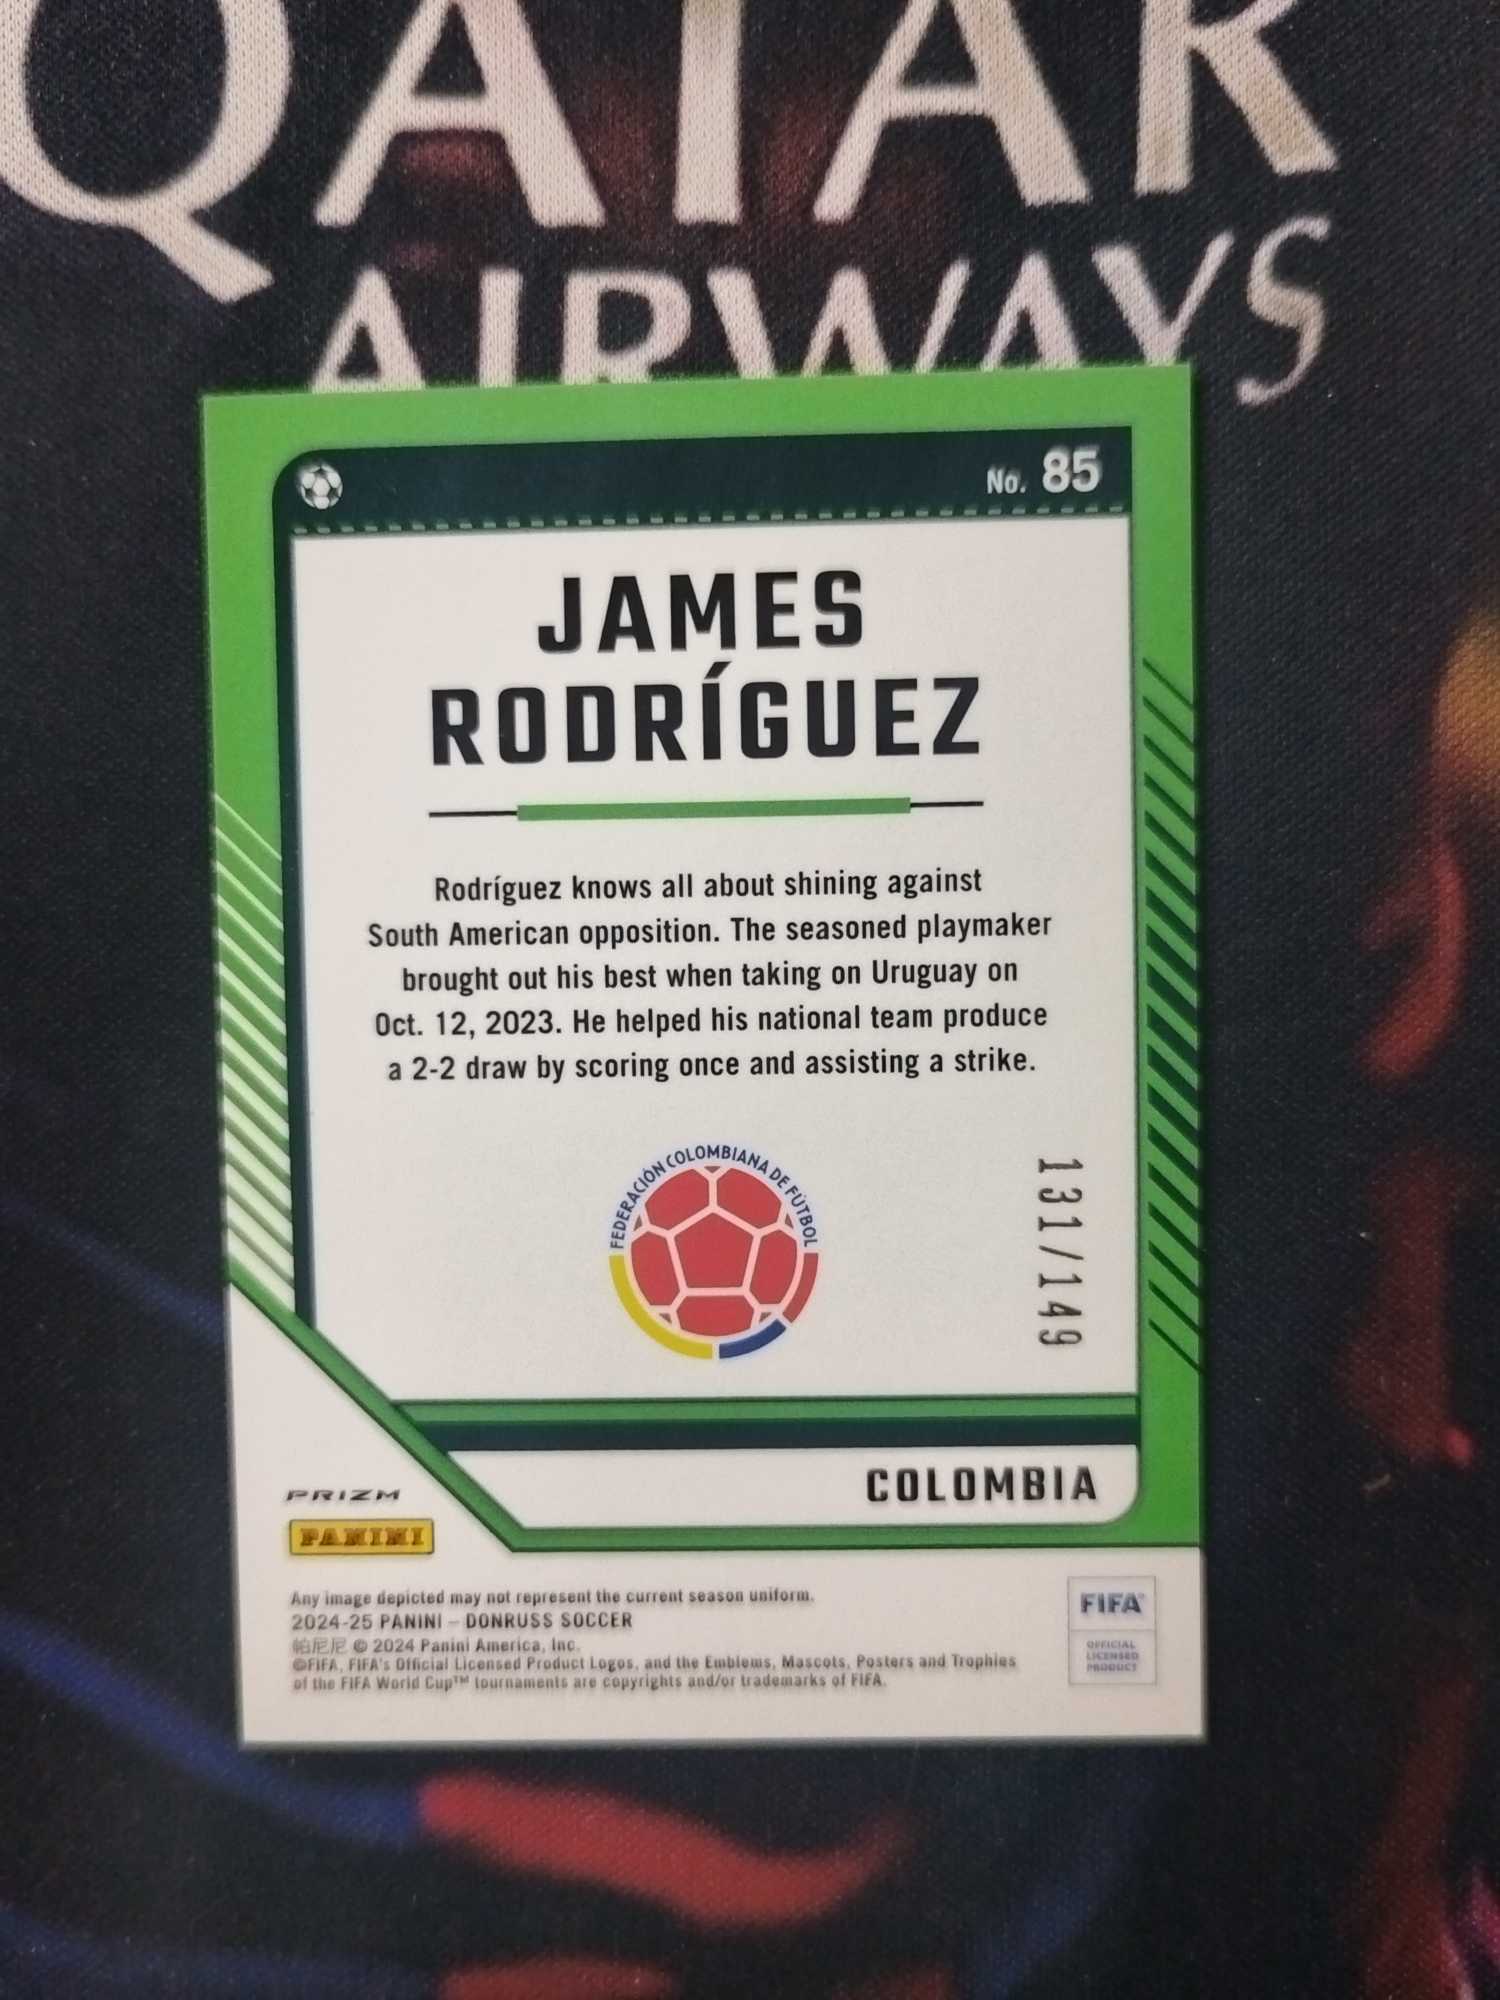 QATAR
AIRWAYS
No. 85
JAMES
RODRÍGUEZ
Rodríguez knows all about shining against
South American opposition. The seasoned playmaker
brought out his best when taking on Uruguay on
Oct. 12, 2023. He helped his national team produce
a 2-2 draw by scoring once and assisting a strike.
FEDERACIÓN COLOMBIANA DE FÚTBOL
131/149
COLOMBIA
PRIZM
PANINI
Any image depicted may not represent the current season uniform.
2024-25 PANINI – DONRUSS SOCCER
帕尼尼 © 2024 Panini America, Inc.
©FIFA, FIFA's Official Licensed Product Logos, and the Emblems, Mascots, Posters and Trophies
of the FIFA World Cup™ tournaments are copyrights and/or trademarks of FIFA.
FIFA
OFFICIAL
LICENSED
PRODUCT